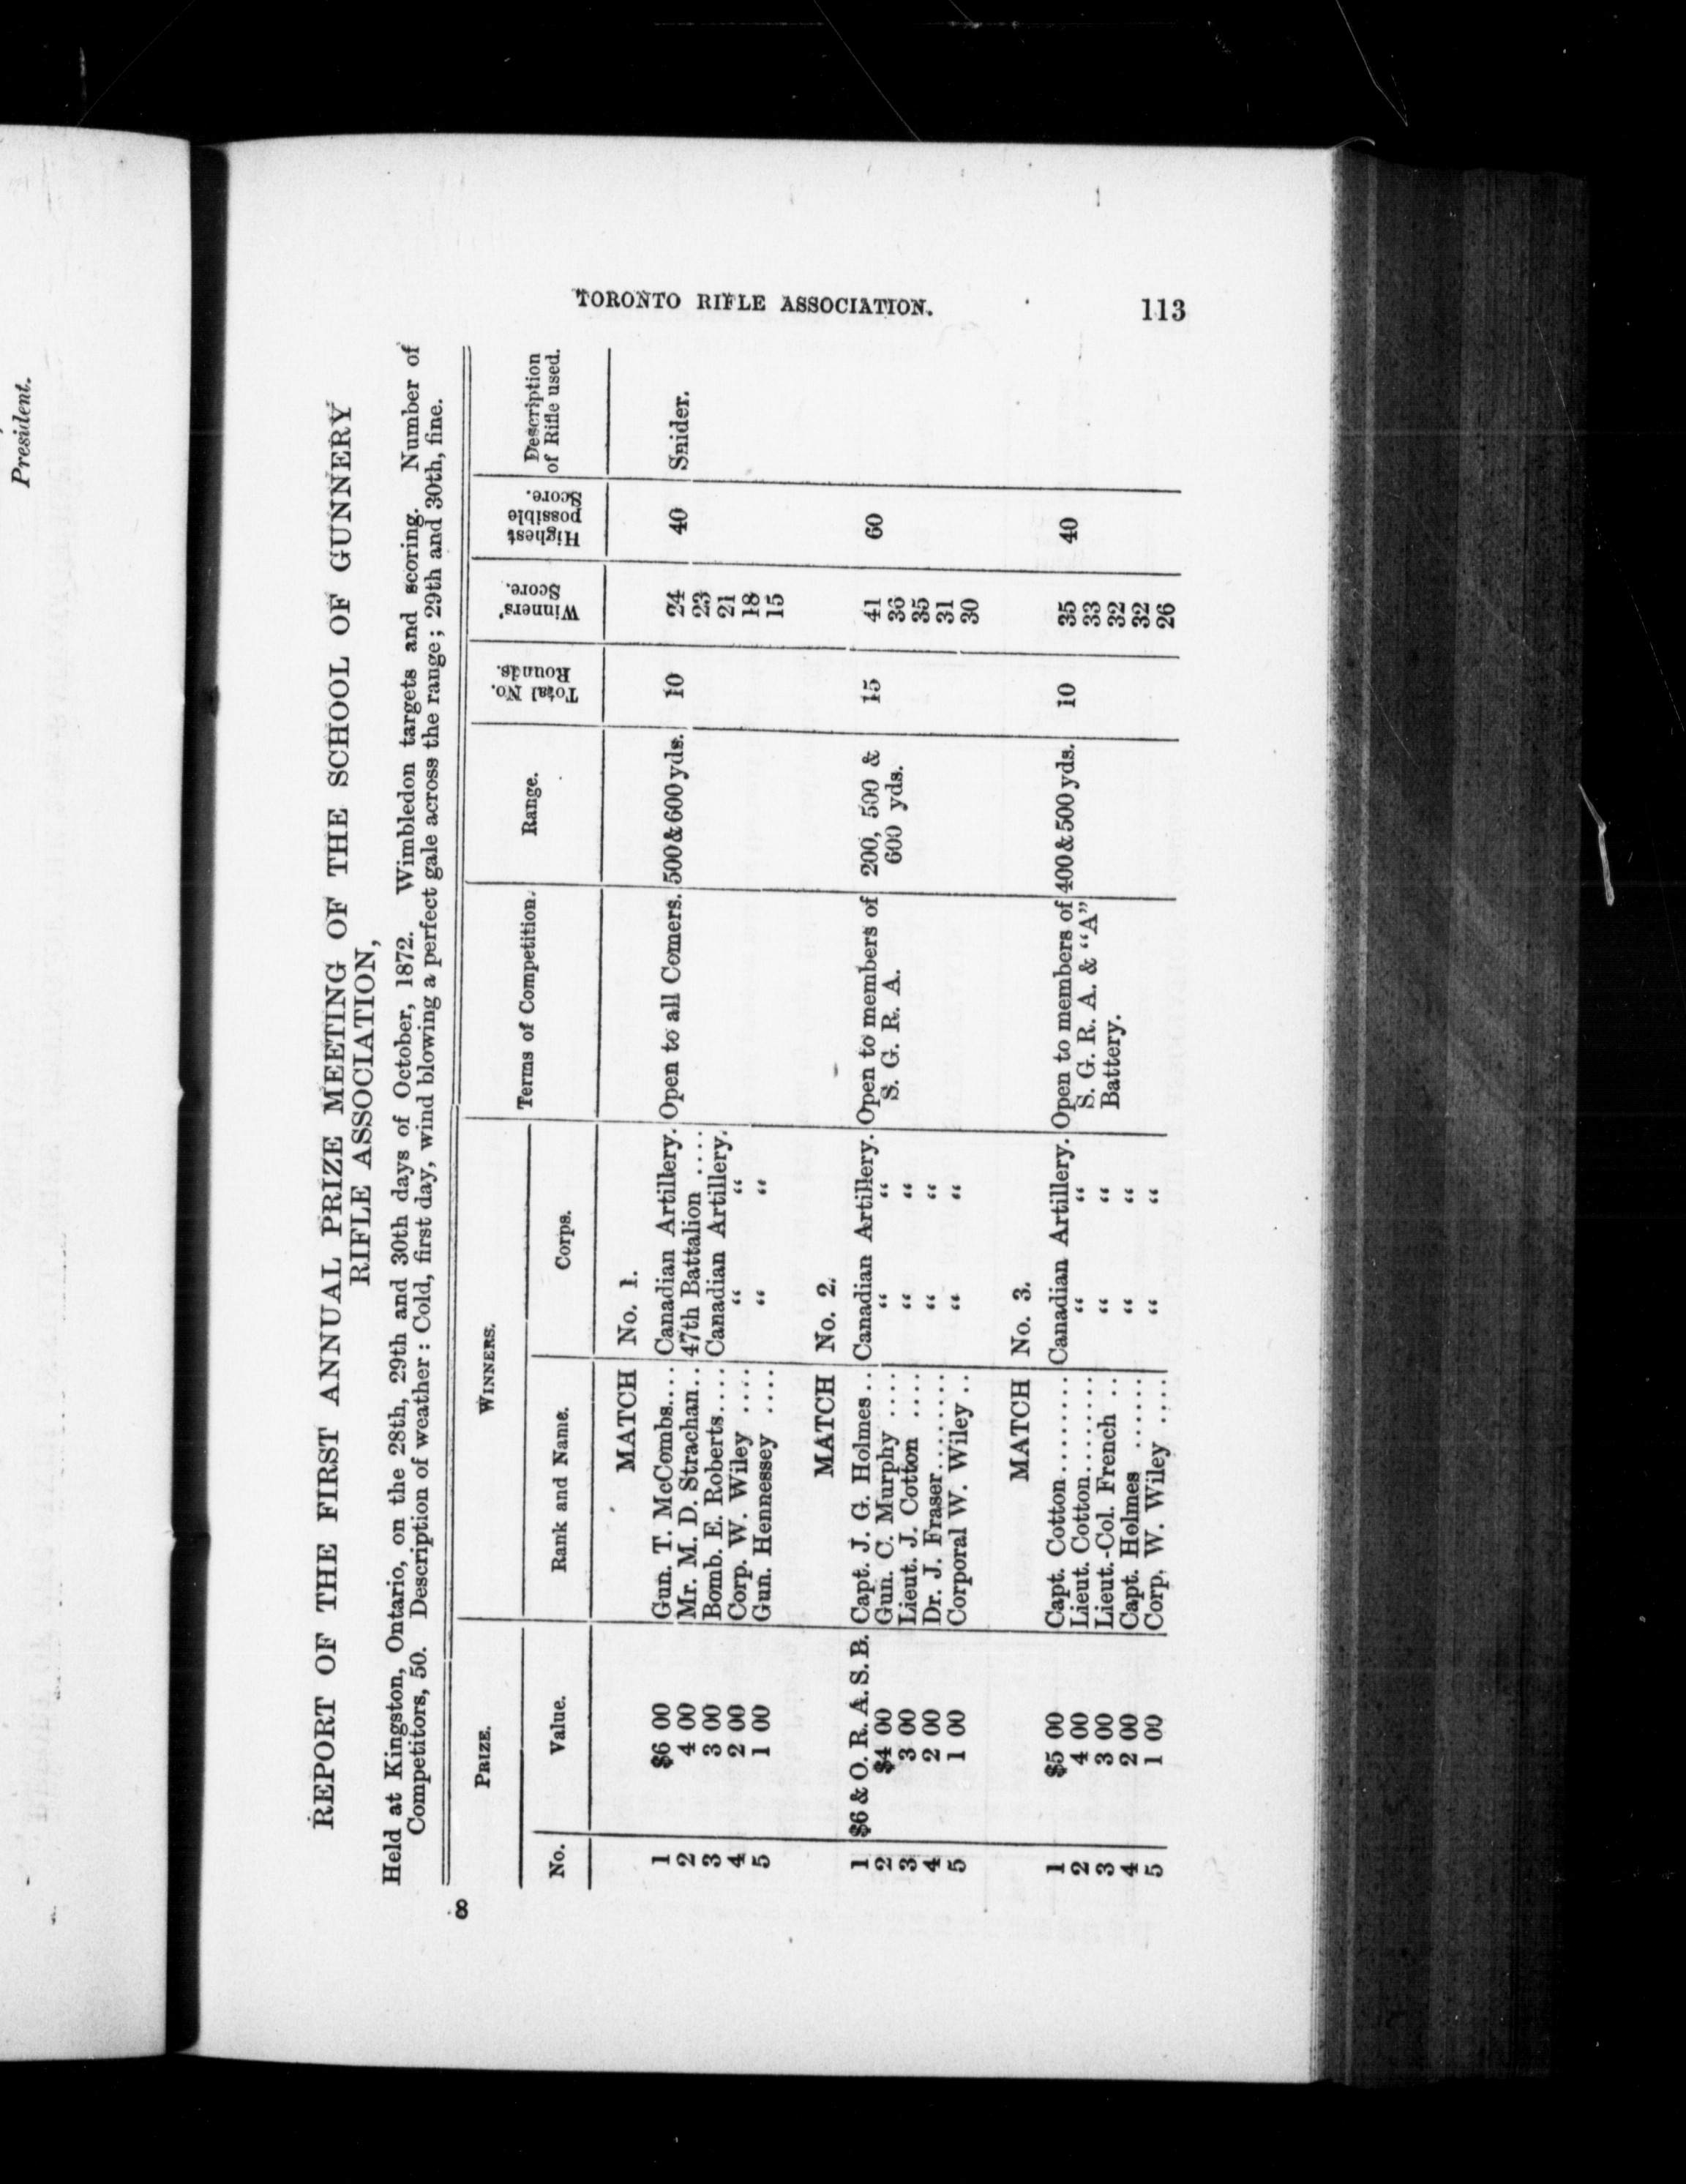 President.
TORONTO RIFLE ASSOCIATION. 113
REPORT OF THE FIRST ANNUAL PRIZE MEETING OF THE SCHOOL OF GUNNERY
RIFLE ASSOCIATION,
Held at Kingston, Ontario, on the 28th, 29th and 30th days of October, 1872. Wimbledon targets and scoring. Number of
Competitors, 50. Description of weather: Cold, first day, wind blowing a perfect gale across the range; 29th and 30th, fine.
PRIZE. WINNERS. Terms of Competition. Range. Total No. Rounds. Winners' Score. Highest possible Score. Description of Rifle used.
No. Value. Rank and Name. Corps.
MATCH No. 1.
1 $6 00 Gun. T. McCombs.... Canadian Artillery. Open to all Comers. 500 & 600 yds. 10 24 40 Snider.
2 4 00 Mr. M. D. Strachan.. 47th Battalion .... 23
3 3 00 Bomb. E. Roberts.... Canadian Artillery. 21
4 2 00 Corp. W. Wiley .... " " 18
5 1 00 Gun. Hennessey .... " " 15
MATCH No. 2.
1 $6 & O. R. A. S. B. Capt. J. G. Holmes.. Canadian Artillery. Open to members of 200, 500 & 15 41 60
2 $4 00 Gun. C. Murphy .... " " S. G. R. A. 600 yds. 36
3 3 00 Lieut. J. Cotton .... " " 35
4 2 00 Dr. J. Fraser........ " " 31
5 1 00 Corporal W. Wiley .. " " 30
MATCH No. 3.
1 $5 00 Capt. Cotton......... Canadian Artillery. Open to members of 400 & 500 yds. 10 35 40
2 4 00 Lieut. Cotton........ " " S. G. R. A. & "A" 33
3 3 00 Lieut.-Col. French .. " " Battery. 32
4 2 00 Capt. Holmes ...... " " 32
5 1 00 Corp. W. Wiley .... " " 26
8